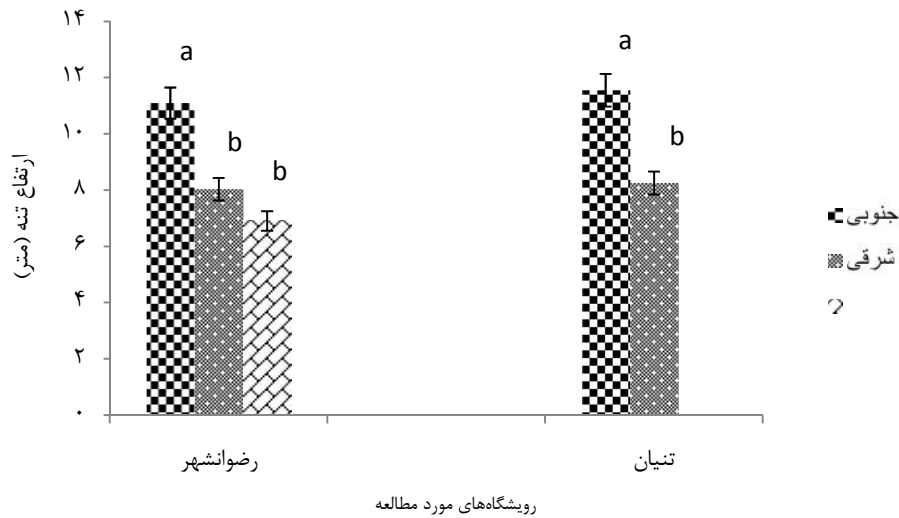 ۱۴
۱۲
۱۰
۸
۶
۴
۲
۰
ارتفاع تنه (متر)
a
b
b
a
b
رضوانشهر
تنیان
رویشگاه‌های مورد مطالعه
جنوبی
شرقی